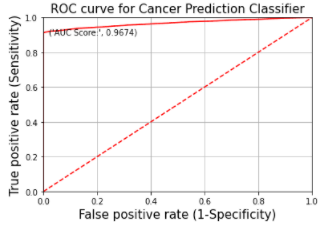 ROC curve for Cancer Prediction Classifier
1.0
('AUC Score:', 0.9674)
0.8
0.6
0.4
0.2
0.0
0.0 0.2 0.4 0.6 0.8 1.0
True positive rate (Sensitivity)
False positive rate (1-Specificity)